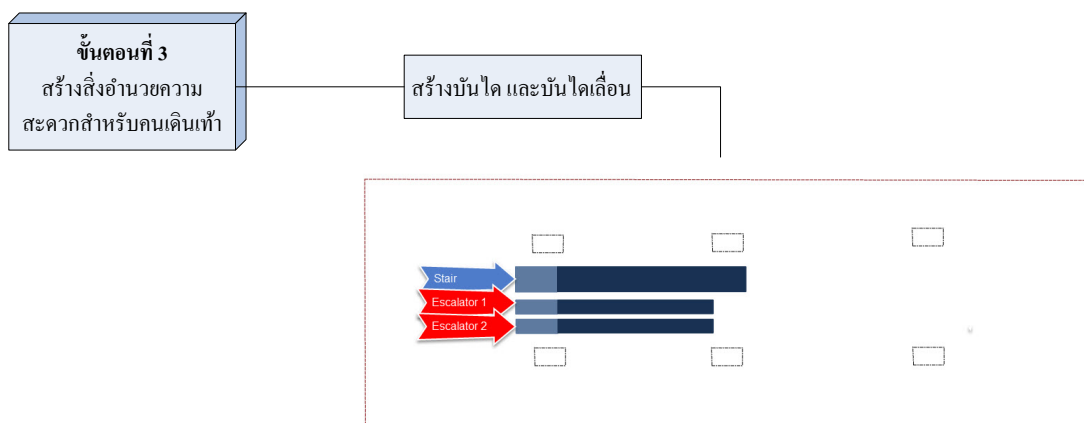 ขั้นตอนที่ 3
สร้างสิ่งอำนวยความ
สะดวกสำหรับคนเดินเท้า
สร้างบันได และบันไดเลื่อน
Stair
Escalator 1
Escalator 2